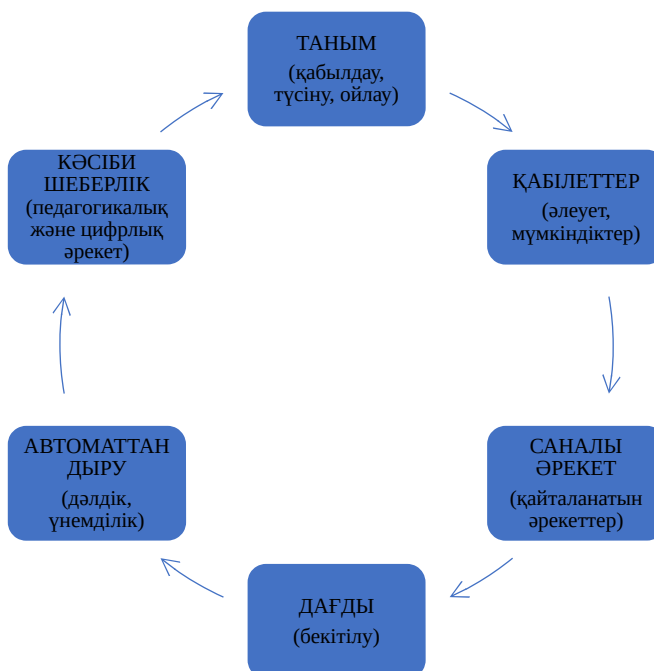 ТАНЫМ
(қабылдау,
түсіну, ойлау)
ҚАБІЛЕТТЕР
(әлеует,
мүмкіндіктер)
САНАЛЫ
ӘРЕКЕТ
(қайталанатын
әрекеттер)
ДАҒДЫ
(бекітілу)
АВТОМАТТАН
ДЫРУ
(дәлдік,
үнемділік)
КӘСІБИ
ШЕБЕРЛІК
(педагогикалық
және цифрлық
әрекет)